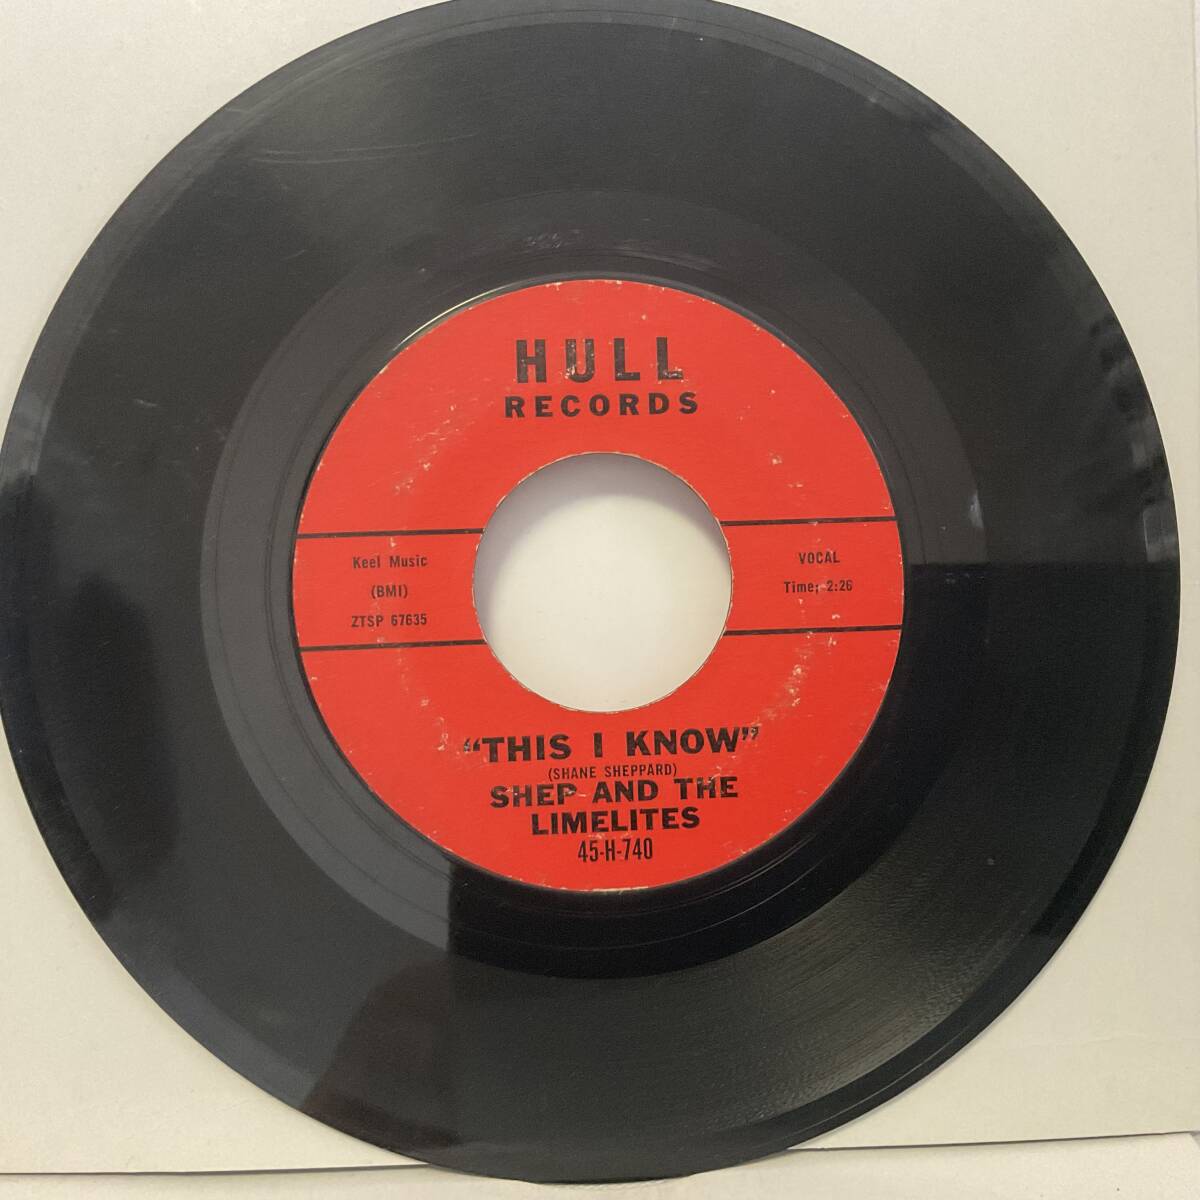 HULL
RECORDS
Keel Music
(BMI)
ZTSP 67635
VOCAL
Time; 2:26
"THIS I KNOW"
(SHANE SHEPPARD)
SHEP AND THE
LIMELITES
45-H-740